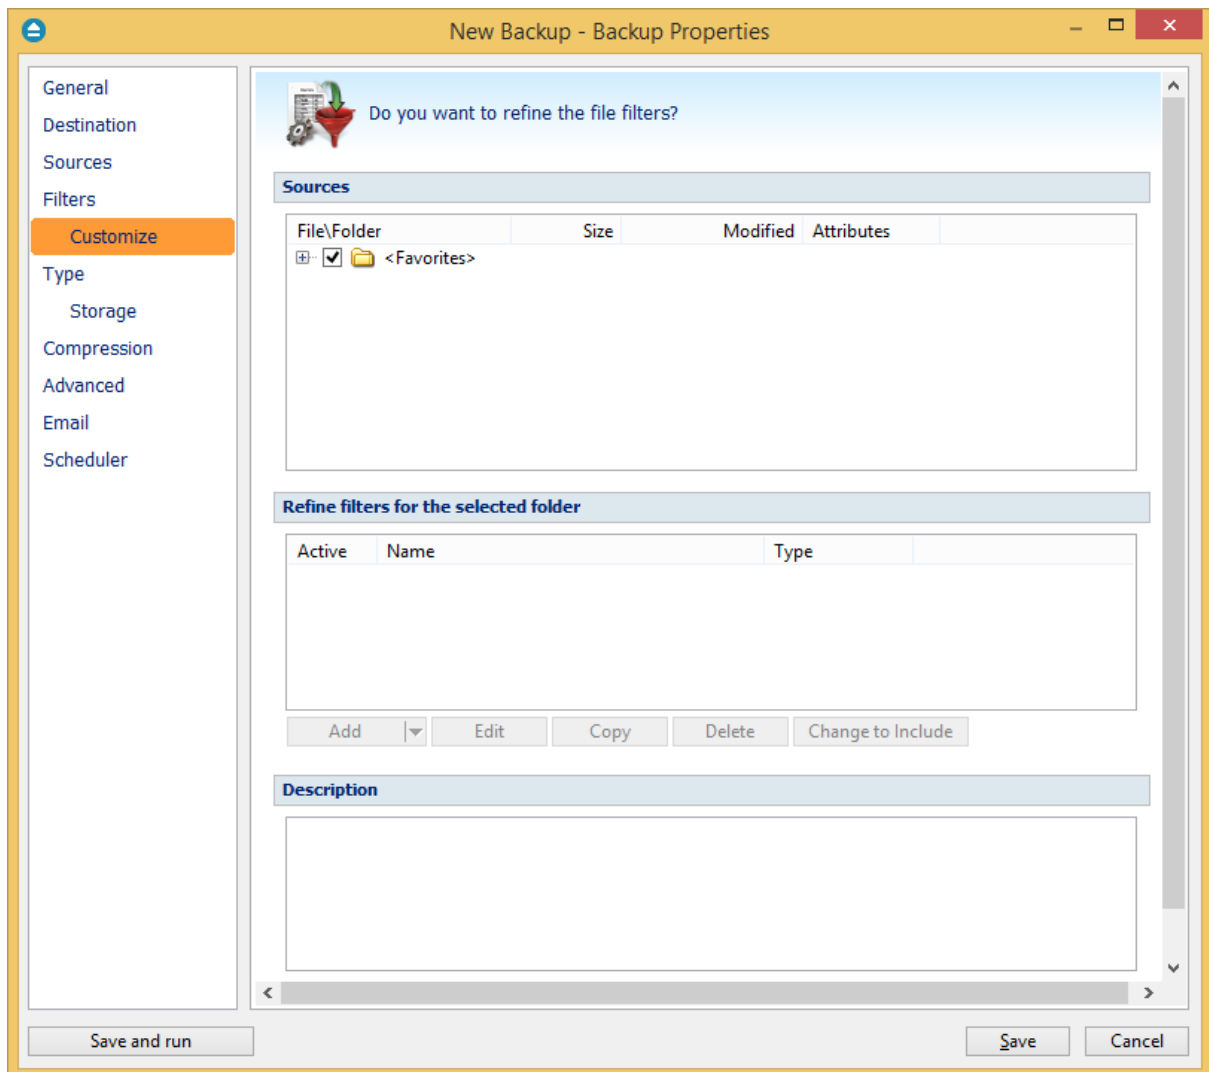 New Backup - Backup Properties
General
Destination
Sources
Filters
Customize
Type
Storage
Compression
Advanced
Email
Scheduler
Do you want to refine the file filters?
Sources
File\Folder Size Modified Attributes
<Favorites>
Refine filters for the selected folder
Active Name Type
Add Edit Copy Delete Change to Include
Description
Save and run Save Cancel